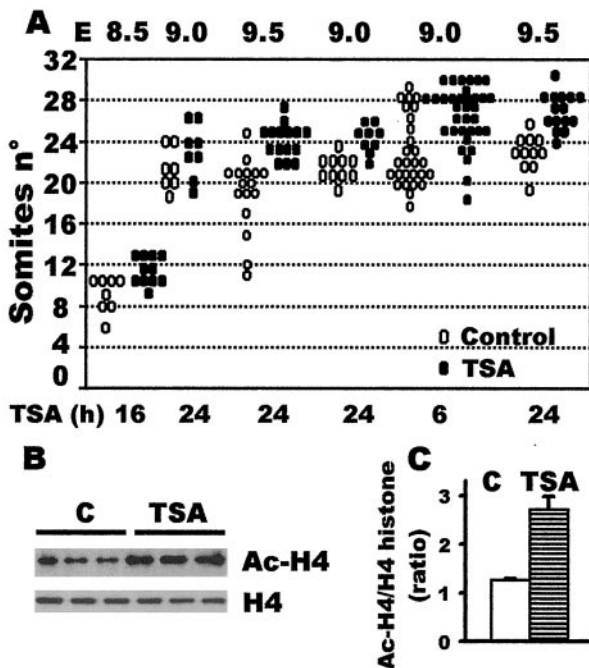 A
E 8.5 9.0 9.5 9.0 9.0 9.5
Somites n°
32
28
24
20
16
12
8
4
0
Control
TSA
TSA (h) 16 24 24 24 6 24
B
C TSA
Ac-H4
H4
C
C TSA
Ac-H4/H4 histone
(ratio)
3
2
1
0